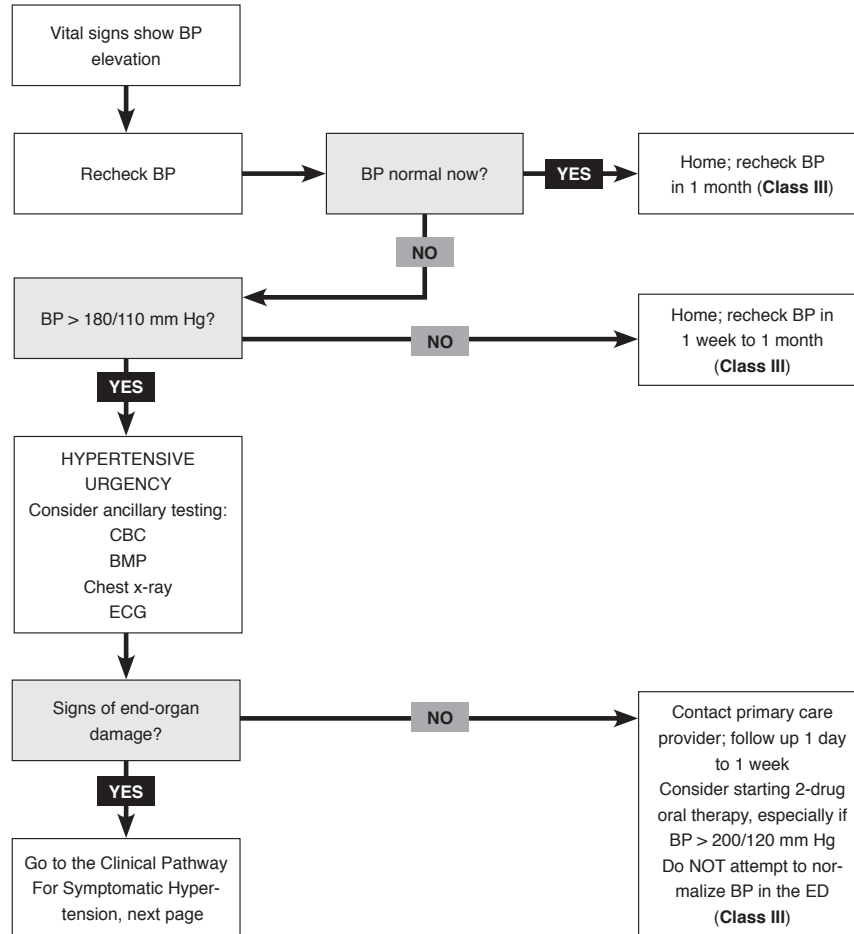 Vital signs show BP
elevation
Recheck BP
BP normal now?
YES
Home; recheck BP
in 1 month (Class III)
NO
BP > 180/110 mm Hg?
NO
Home; recheck BP in
1 week to 1 month
(Class III)
YES
HYPERTENSIVE
URGENCY
Consider ancillary testing:
CBC
BMP
Chest x-ray
ECG
Signs of end-organ
damage?
NO
Contact primary care
provider; follow up 1 day
to 1 week
Consider starting 2-drug
oral therapy, especially if
BP > 200/120 mm Hg
Do NOT attempt to nor-
malize BP in the ED
(Class III)
YES
Go to the Clinical Pathway
For Symptomatic Hyper-
tension, next page